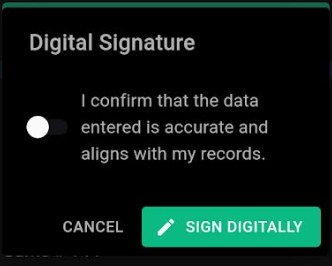 Digital Signature
I confirm that the data
entered is accurate and
aligns with my records.
CANCEL
SIGN DIGITALLY